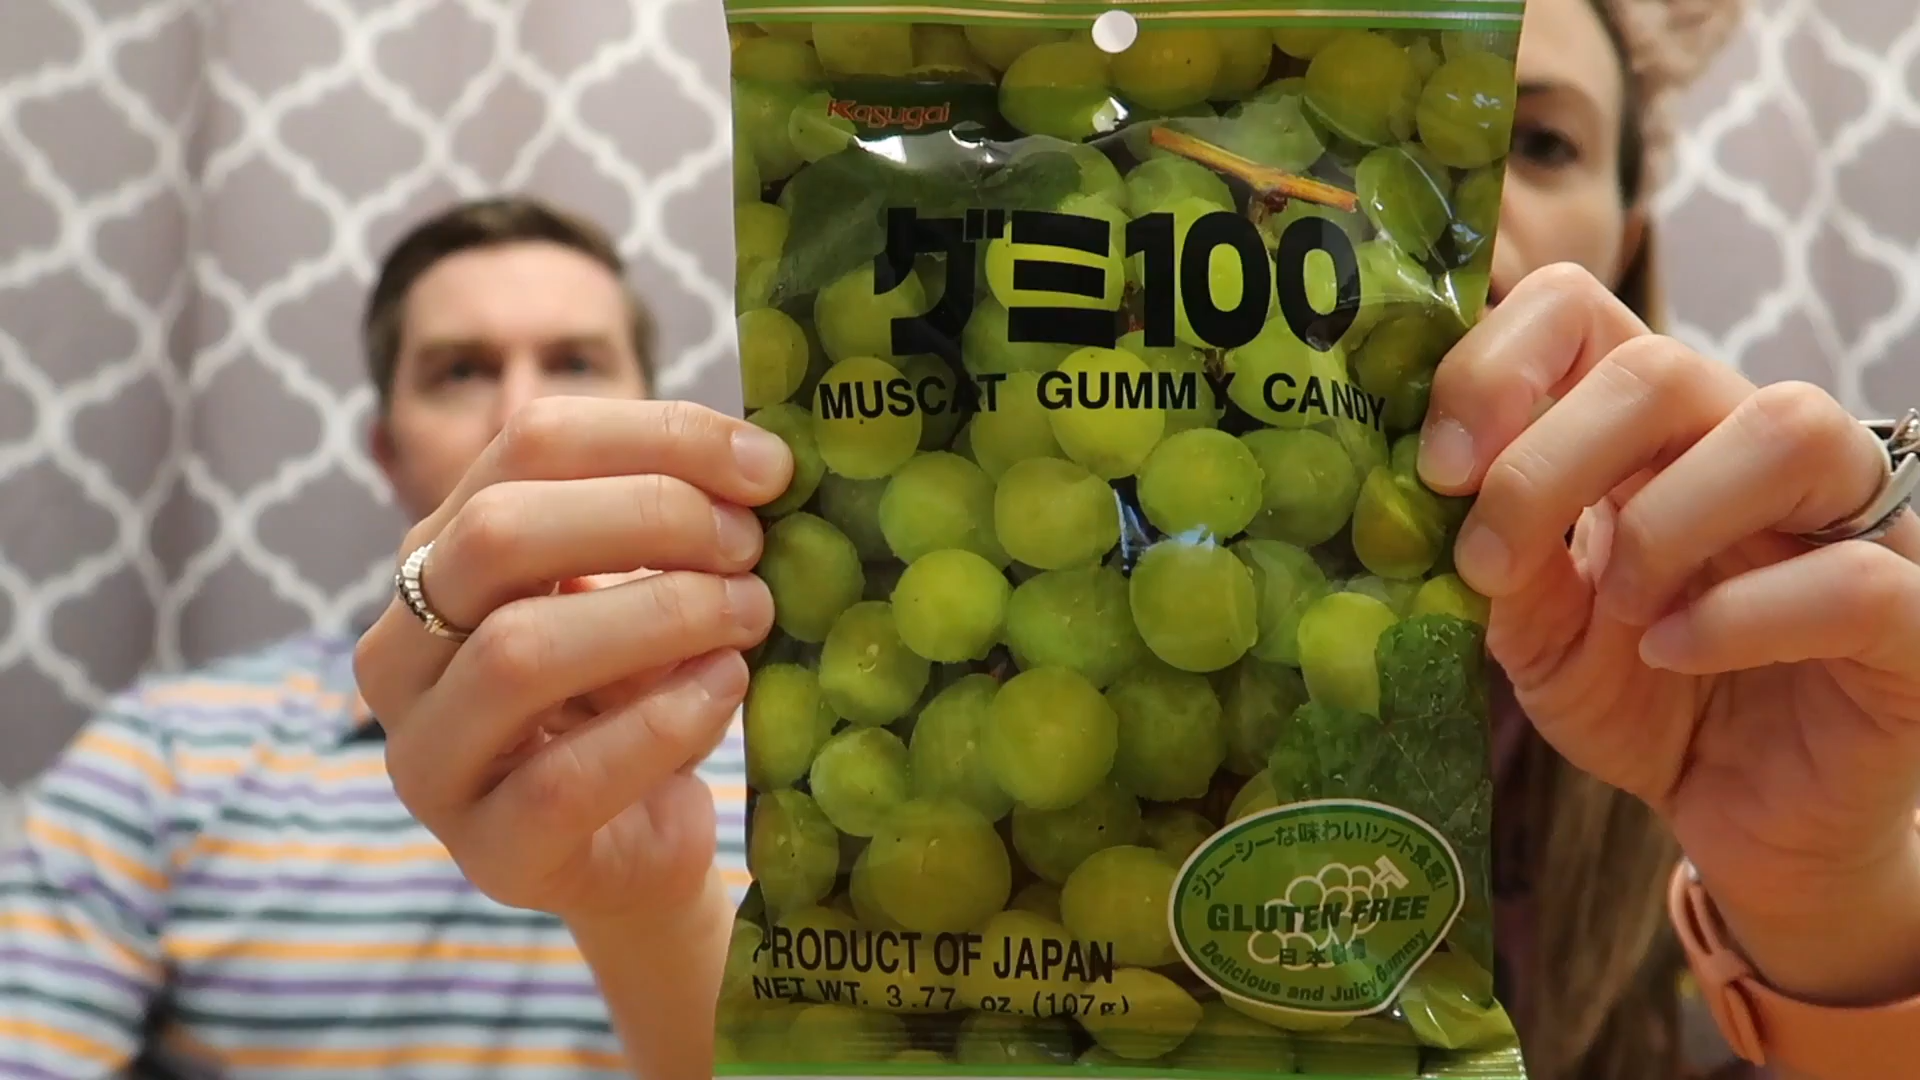 Kasugai
グミ100
MUSCAT GUMMY CANDY
ジューシーな味わい!ソフト食感!
GLUTEN FREE
日本
Delicious and Juicy Gummy
PRODUCT OF JAPAN
NET WT. 3.77 oz.(107g)